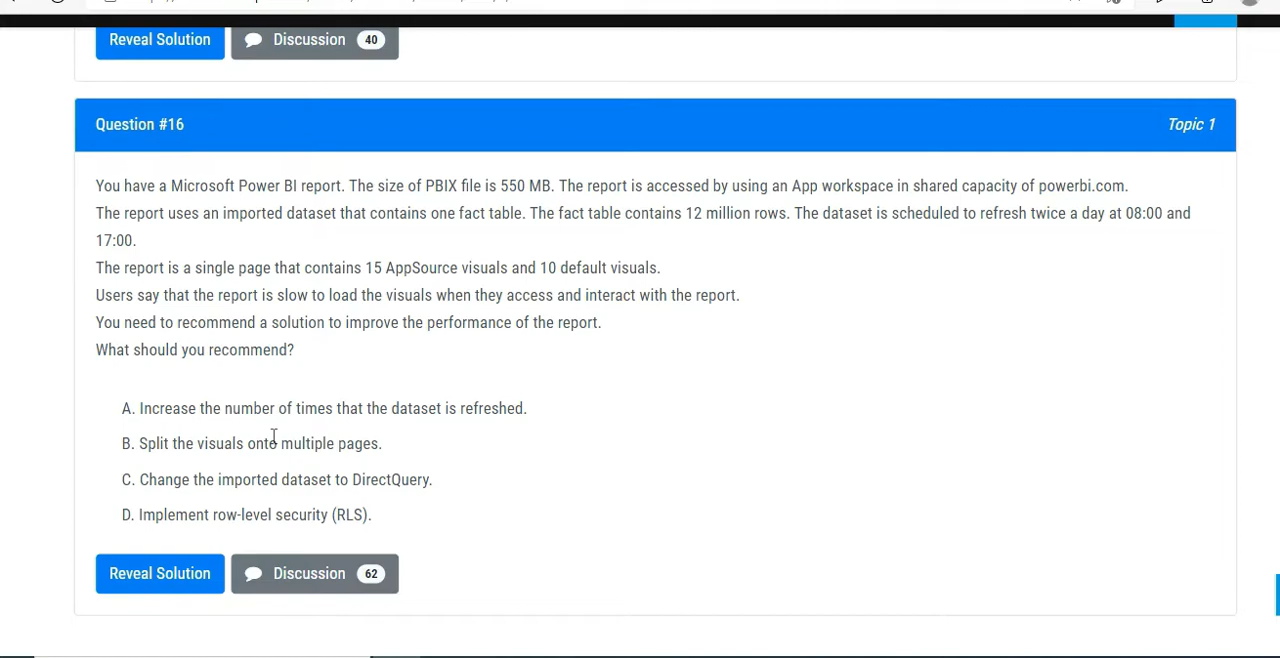 Reveal Solution
Discussion 40
Question #16
Topic 1
You have a Microsoft Power BI report. The size of PBIX file is 550 MB. The report is accessed by using an App workspace in shared capacity of powerbi.com.
The report uses an imported dataset that contains one fact table. The fact table contains 12 million rows. The dataset is scheduled to refresh twice a day at 08:00 and
17:00.
The report is a single page that contains 15 AppSource visuals and 10 default visuals.
Users say that the report is slow to load the visuals when they access and interact with the report.
You need to recommend a solution to improve the performance of the report.
What should you recommend?
A. Increase the number of times that the dataset is refreshed.
B. Split the visuals onto multiple pages.
C. Change the imported dataset to DirectQuery.
D. Implement row-level security (RLS).
Reveal Solution
Discussion 62